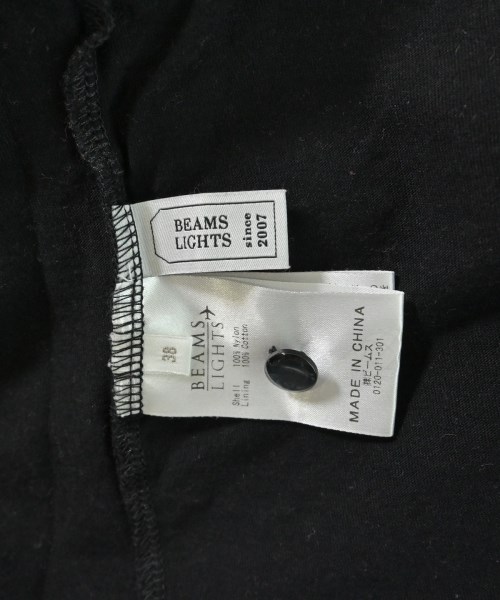 BEAMS
LIGHTS
since
2007
38
BEAMS
LIGHTS
Shell 100% Nylon
Lining 100% Cotton
MADE IN CHINA
㈱ビームス
0120-011-301